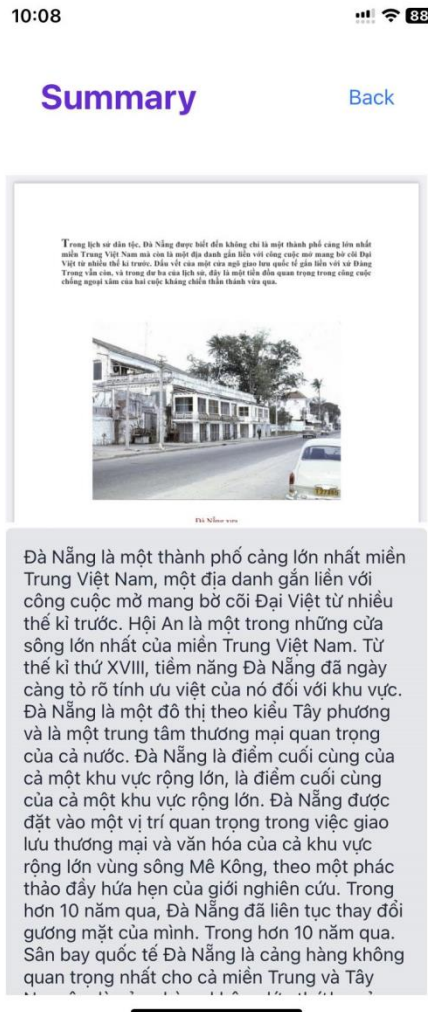 10:08
88
Summary
Back
Trong lịch sử dân tộc, Đà Nẵng được biết đến không chỉ là một thành phố cảng lớn nhất
miền Trung Việt Nam mà còn là một địa danh gắn liền với công cuộc mở mang bờ cõi Đại
Việt từ nhiều thế kỉ trước. Dấu vết của một cửa ngõ giao lưu quốc tế gắn liền với xứ Đàng
Trong vẫn còn, và trong dư ba của lịch sử, đây là một tiền đồn quan trọng trong công cuộc
chống ngoại xâm của hai cuộc kháng chiến thần thánh vừa qua.
Đà Nẵng xưa
Đà Nẵng là một thành phố cảng lớn nhất miền
Trung Việt Nam, một địa danh gắn liền với
công cuộc mở mang bờ cõi Đại Việt từ nhiều
thế kỉ trước. Hội An là một trong những cửa
sông lớn nhất của miền Trung Việt Nam. Từ
thế kỉ thứ XVIII, tiềm năng Đà Nẵng đã ngày
càng tỏ rõ tính ưu việt của nó đối với khu vực.
Đà Nẵng là một đô thị theo kiểu Tây phương
và là một trung tâm thương mại quan trọng
của cả nước. Đà Nẵng là điểm cuối cùng của
cả một khu vực rộng lớn, là điểm cuối cùng
của cả một khu vực rộng lớn. Đà Nẵng được
đặt vào một vị trí quan trọng trong việc giao
lưu thương mại và văn hóa của cả khu vực
rộng lớn vùng sông Mê Kông, theo một phác
thảo đầy hứa hẹn của giới nghiên cứu. Trong
hơn 10 năm qua, Đà Nẵng đã liên tục thay đổi
gương mặt của mình. Trong hơn 10 năm qua.
Sân bay quốc tế Đà Nẵng là cảng hàng không
quan trọng nhất cho cả miền Trung và Tây